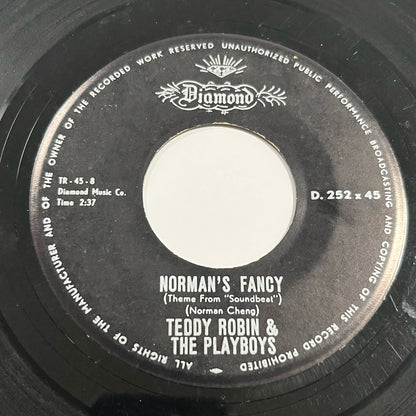 ALL RIGHTS OF THE MANUFACTURER AND OF THE OWNER OF THE RECORDED WORK RESERVED UNAUTHORIZED PUBLIC PERFORMANCE BROADCASTING AND COPYING OF THIS RECORD PROHIBITED
Diamond
TR - 45 - 8
Diamond Music Co.
Time 2:37
D. 252 x 45
NORMAN'S FANCY
(Theme From "Soundbeat")
(Norman Cheng)
TEDDY ROBIN &
THE PLAYBOYS